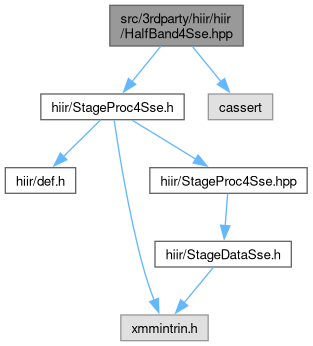 src/3rdparty/hiir/hiir
/HalfBand4Sse.hpp
hiir/StageProc4Sse.h
cassert
hiir/def.h
hiir/StageProc4Sse.hpp
hiir/StageDataSse.h
xmmintrin.h